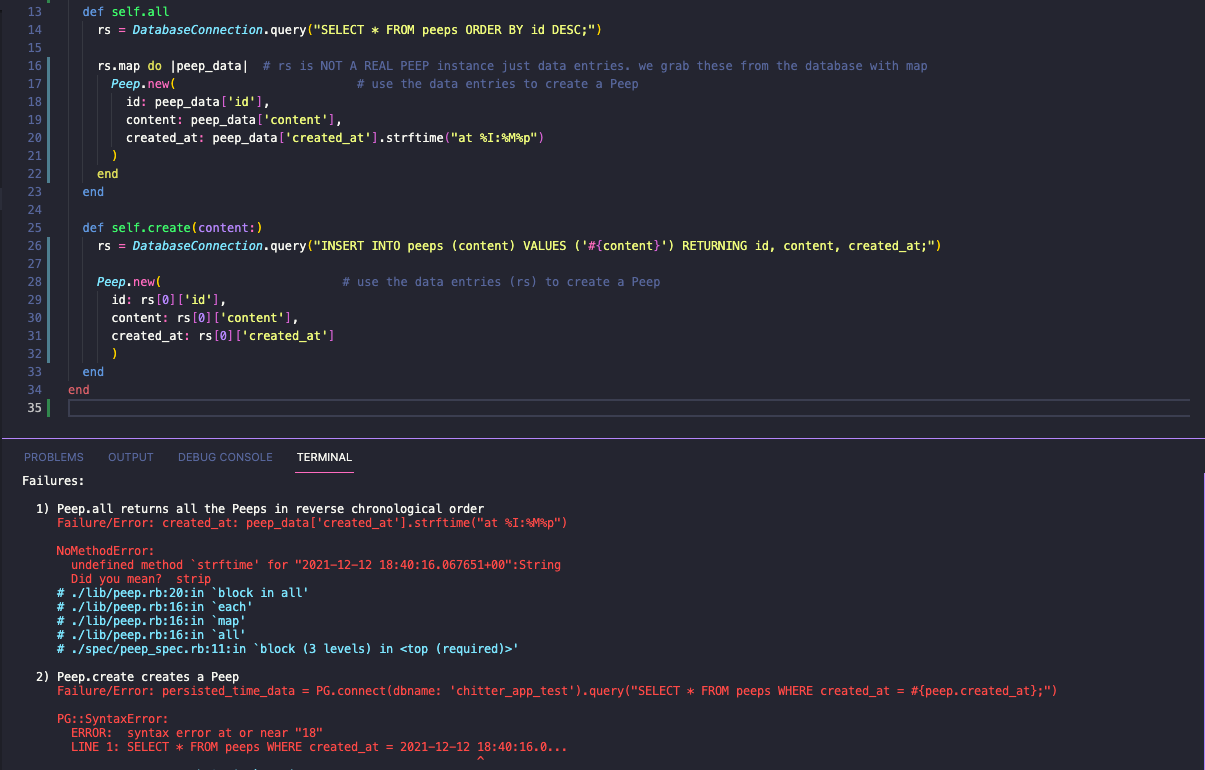 13 def self.all
14 rs = DatabaseConnection.query("SELECT * FROM peeps ORDER BY id DESC;")
15
16 rs.map do |peep_data| # rs is NOT A REAL PEEP instance just data entries. we grab these from the database with map
17 Peep.new( # use the data entries to create a Peep
18 id: peep_data['id'],
19 content: peep_data['content'],
20 created_at: peep_data['created_at'].strftime("at %I:%M%p")
21 )
22 end
23 end
24
25 def self.create(content:)
26 rs = DatabaseConnection.query("INSERT INTO peeps (content) VALUES ('#{content}') RETURNING id, content, created_at;")
27
28 Peep.new( # use the data entries (rs) to create a Peep
29 id: rs[0]['id'],
30 content: rs[0]['content'],
31 created_at: rs[0]['created_at']
32 )
33 end
34 end
35
PROBLEMS OUTPUT DEBUG CONSOLE TERMINAL
Failures:
1) Peep.all returns all the Peeps in reverse chronological order
Failure/Error: created_at: peep_data['created_at'].strftime("at %I:%M%p")
NoMethodError:
undefined method `strftime' for "2021-12-12 18:40:16.067651+00":String
Did you mean? strip
# ./lib/peep.rb:20:in `block in all'
# ./lib/peep.rb:16:in `each'
# ./lib/peep.rb:16:in `map'
# ./lib/peep.rb:16:in `all'
# ./spec/peep_spec.rb:11:in `block (3 levels) in <top (required)>'
2) Peep.create creates a Peep
Failure/Error: persisted_time_data = PG.connect(dbname: 'chitter_app_test').query("SELECT * FROM peeps WHERE created_at = #{peep.created_at};")
PG::SyntaxError:
ERROR: syntax error at or near "18"
LINE 1: SELECT * FROM peeps WHERE created_at = 2021-12-12 18:40:16.0...
^